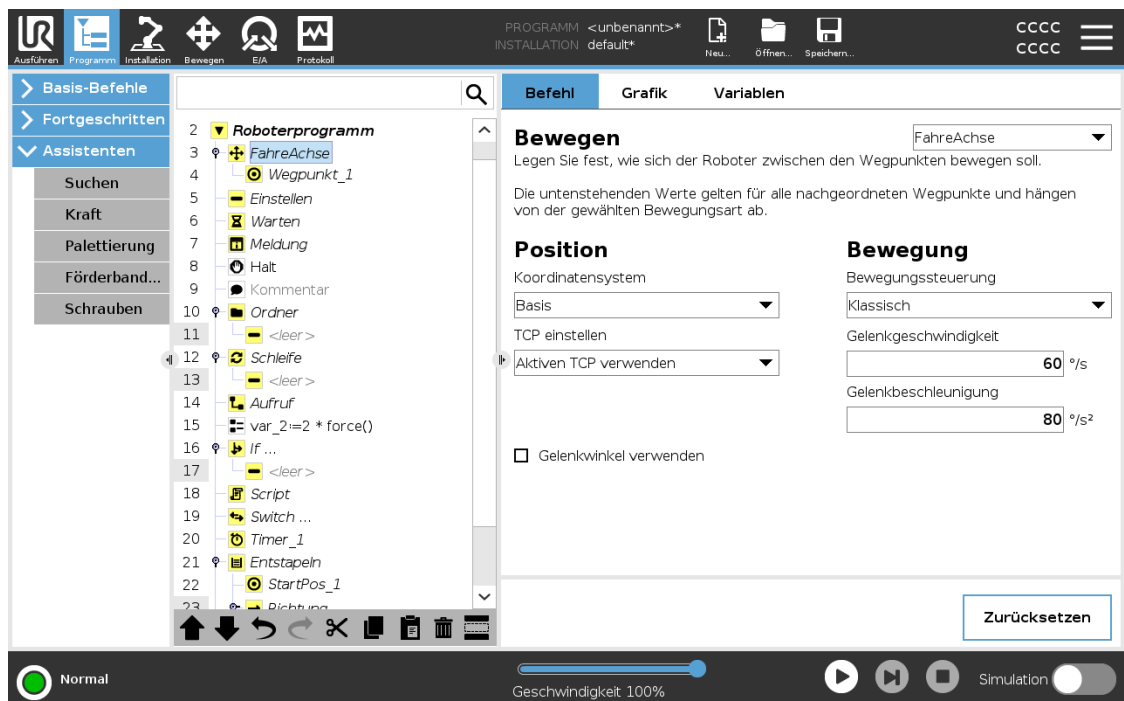 PROGRAMM <unbenannt>*
INSTALLATION default*
Ausführen
Programm
Installation
Bewegen
E/A
Protokoll
Neu...
Öffnen...
Speichern...
cccc
cccc
Basis-Befehle
Fortgeschritten
Assistenten
Suchen
Kraft
Palettierung
Förderband...
Schrauben
2 Roboterprogramm
3 FahreAchse
4 Wegpunkt_1
5 Einstellen
6 Warten
7 Meldung
8 Halt
9 Kommentar
10 Ordner
11 <leer>
12 Schleife
13 <leer>
14 Aufruf
15 var_2:=2 * force()
16 If ...
17 <leer>
18 Script
19 Switch ...
20 Timer_1
21 Entstapeln
22 StartPos_1
23 Richtung
Befehl
Grafik
Variablen
Bewegen
FahreAchse
Legen Sie fest, wie sich der Roboter zwischen den Wegpunkten bewegen soll.
Die untenstehenden Werte gelten für alle nachgeordneten Wegpunkte und hängen
von der gewählten Bewegungsart ab.
Position
Koordinatensystem
Basis
TCP einstellen
Aktiven TCP verwenden
Gelenkwinkel verwenden
Bewegung
Bewegungssteuerung
Klassisch
Gelenkgeschwindigkeit
60 °/s
Gelenkbeschleunigung
80 °/s²
Zurücksetzen
Normal
Geschwindigkeit 100%
Simulation